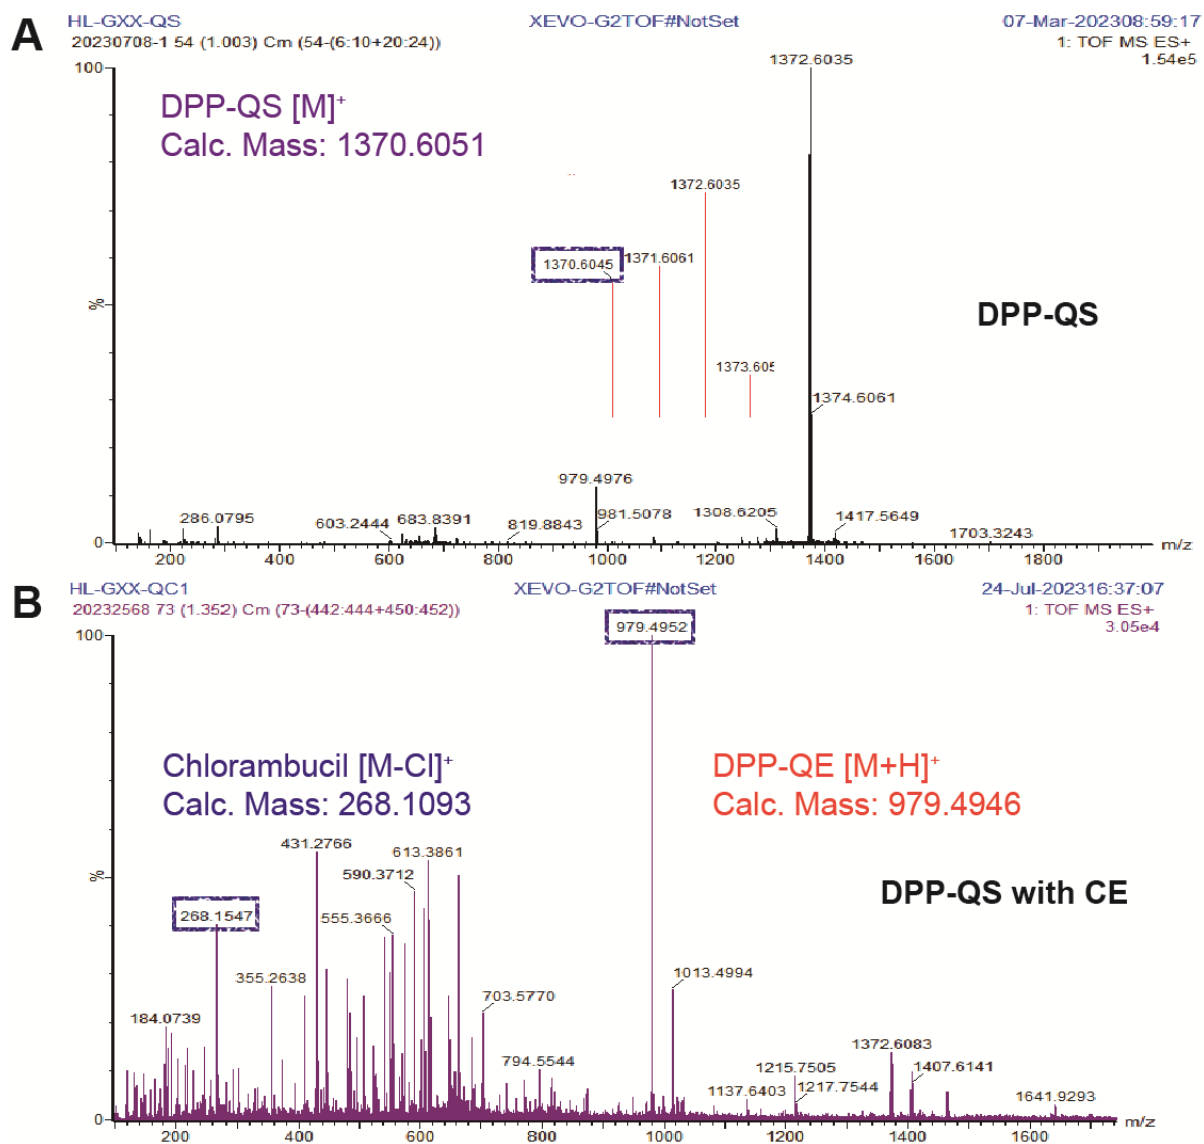 A
HL-GXX-QS XEVO-G2TOF#NotSet 07-Mar-202308:59:17
20230708-1 54 (1.003) Cm (54-(6:10+20:24)) 1: TOF MS ES+
1.54e5
100 1372.6035
DPP-QS [M]+
Calc. Mass: 1370.6051
1372.6035
1370.6045 1371.6061
%
DPP-QS
1373.605
1374.6061
979.4976
286.0795 603.2444 683.8391 819.8843 981.5078 1308.6205 1417.5649 1703.3243
0
200 400 600 800 1000 1200 1400 1600 1800 m/z
B
HL-GXX-QC1 XEVO-G2TOF#NotSet 24-Jul-202316:37:07
20232568 73 (1.352) Cm (73-(442:444+450:452)) 1: TOF MS ES+
3.05e4
100 979.4952
Chlorambucil [M-Cl]+ DPP-QE [M+H]+
Calc. Mass: 268.1093 Calc. Mass: 979.4946
431.2766 613.3861
% 590.3712
DPP-QS with CE
268.1547 555.3666
355.2638 1013.4994
703.5770
184.0739
794.5544 1215.7505 1372.6083
1137.6403 1217.7544 1407.6141 1641.9293
0
200 400 600 800 1000 1200 1400 1600 m/z